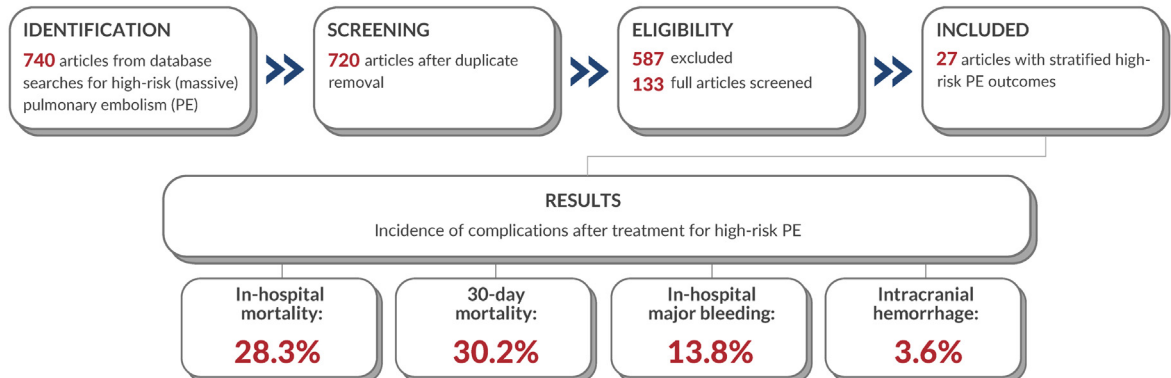 IDENTIFICATION
740 articles from database
searches for high-risk (massive)
pulmonary embolism (PE)
SCREENING
720 articles after duplicate
removal
ELIGIBILITY
587 excluded
133 full articles screened
INCLUDED
27 articles with stratified high-
risk PE outcomes
RESULTS
Incidence of complications after treatment for high-risk PE
In-hospital
mortality:
28.3%
30-day
mortality:
30.2%
In-hospital
major bleeding:
13.8%
Intracranial
hemorrhage:
3.6%